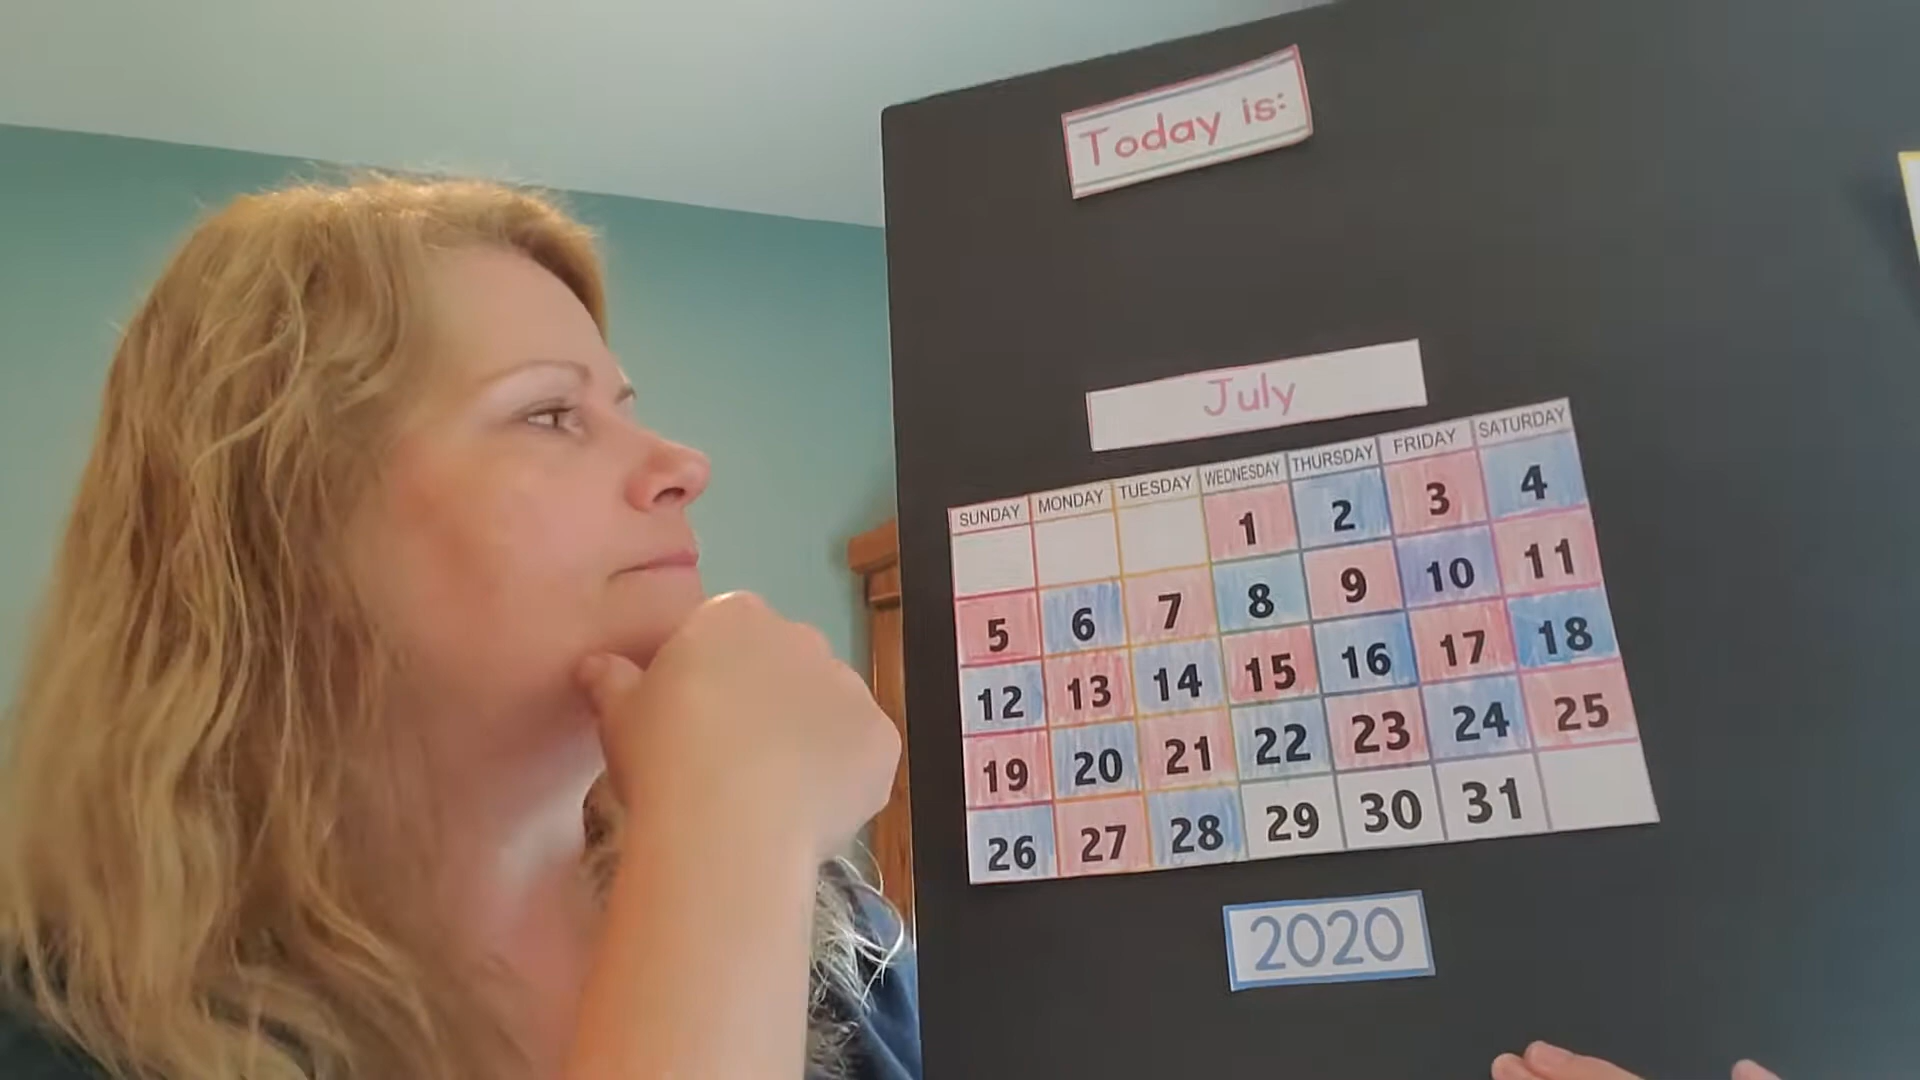 Today is:
July
SUNDAY MONDAY TUESDAY WEDNESDAY THURSDAY FRIDAY SATURDAY
1 2 3 4
5 6 7 8 9 10 11
12 13 14 15 16 17 18
19 20 21 22 23 24 25
26 27 28 29 30 31
2020